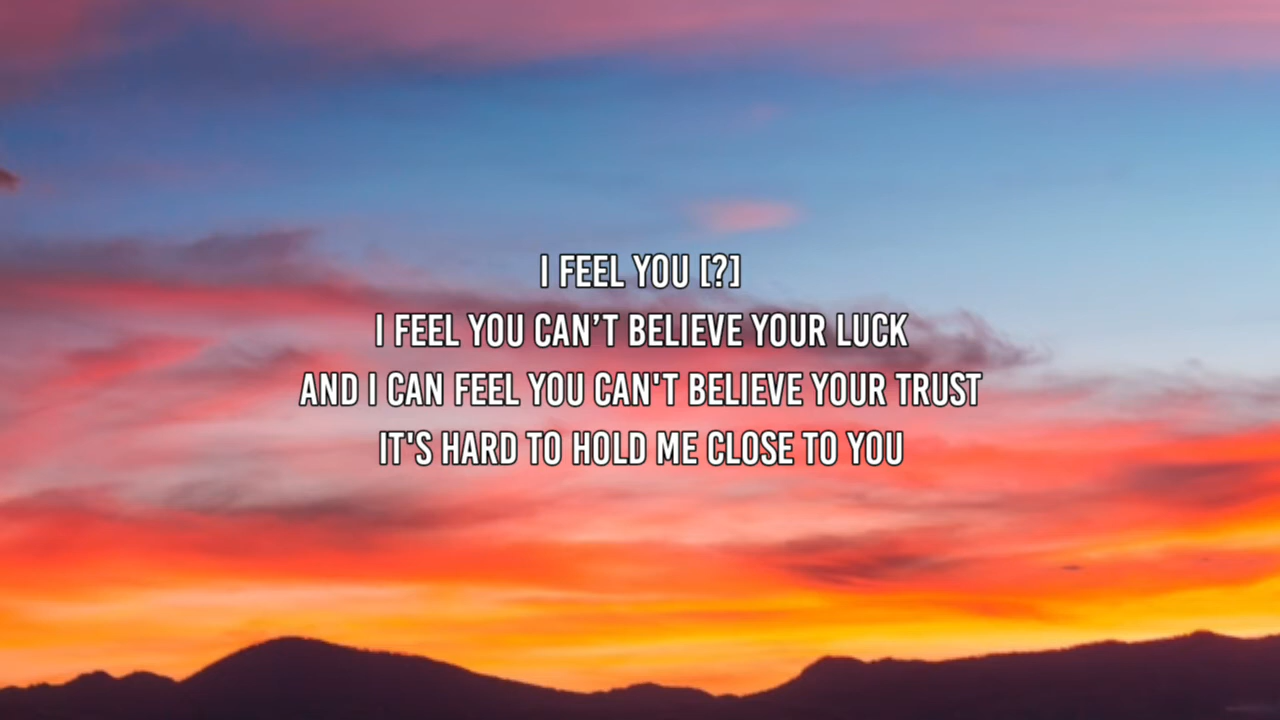 I FEEL YOU [?]
I FEEL YOU CAN’T BELIEVE YOUR LUCK
AND I CAN FEEL YOU CAN'T BELIEVE YOUR TRUST
IT'S HARD TO HOLD ME CLOSE TO YOU